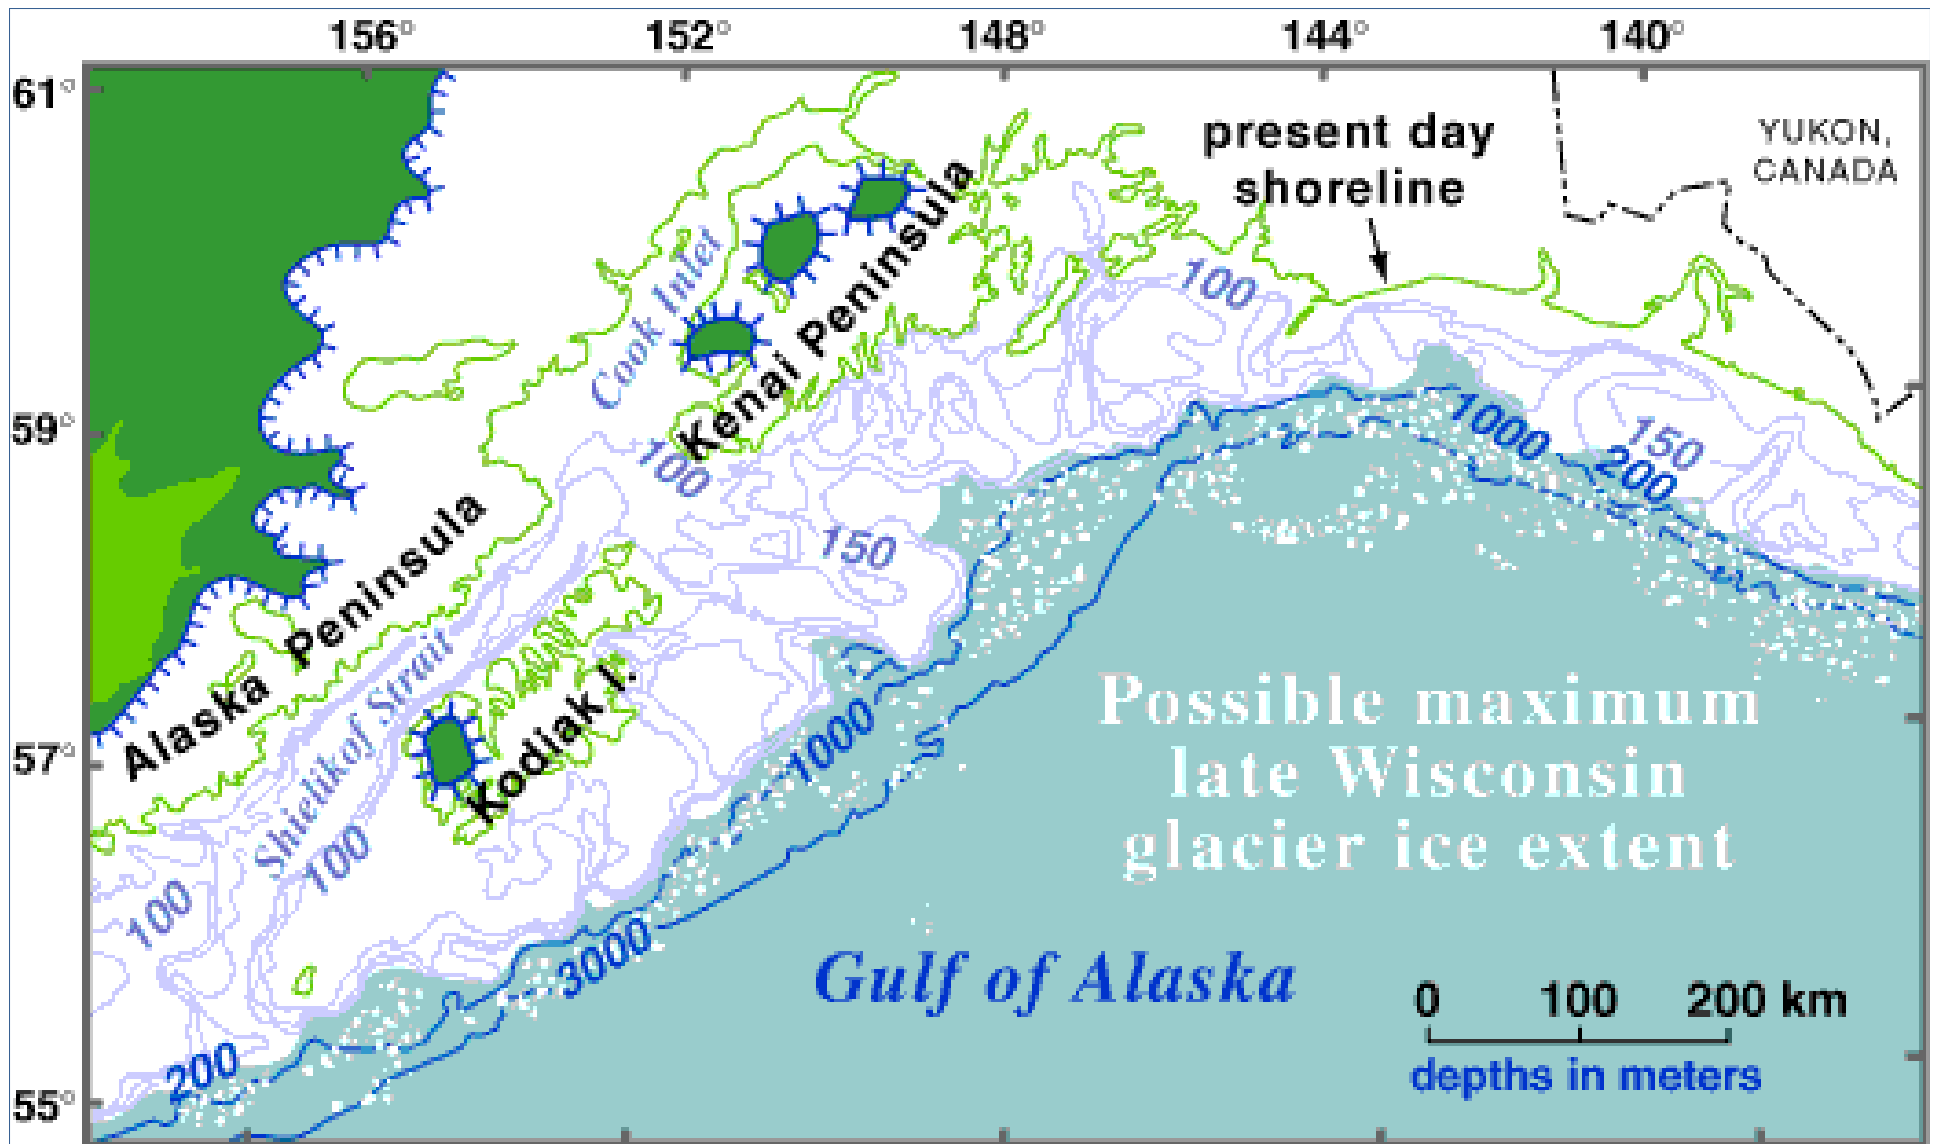 156° 152° 148° 144° 140°
61°
59°
57°
55°
present day
shoreline
YUKON,
CANADA
Cook Inlet
Kenai Peninsula
100
100
150
150
1000
200
Alaska Peninsula
Shielikof Strait
Kodiak I.
100
100
1000
3000
200
Possible maximum
late Wisconsin
glacier ice extent
Gulf of Alaska
0 100 200 km
depths in meters